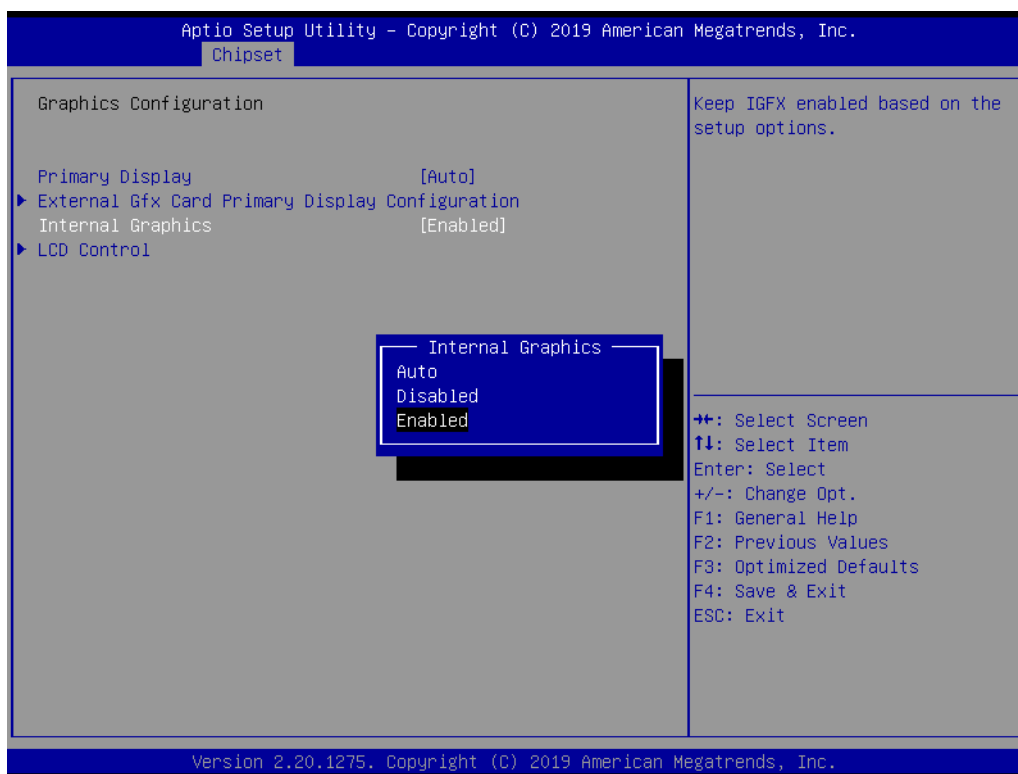 Aptio Setup Utility – Copyright (C) 2019 American Megatrends, Inc.
Chipset
Graphics Configuration
Primary Display [Auto]
▶ External Gfx Card Primary Display Configuration
Internal Graphics [Enabled]
▶ LCD Control
Internal Graphics
Auto
Disabled
Enabled
Keep IGFX enabled based on the
setup options.
→←: Select Screen
↑↓: Select Item
Enter: Select
+/-: Change Opt.
F1: General Help
F2: Previous Values
F3: Optimized Defaults
F4: Save & Exit
ESC: Exit
Version 2.20.1275. Copyright (C) 2019 American Megatrends, Inc.